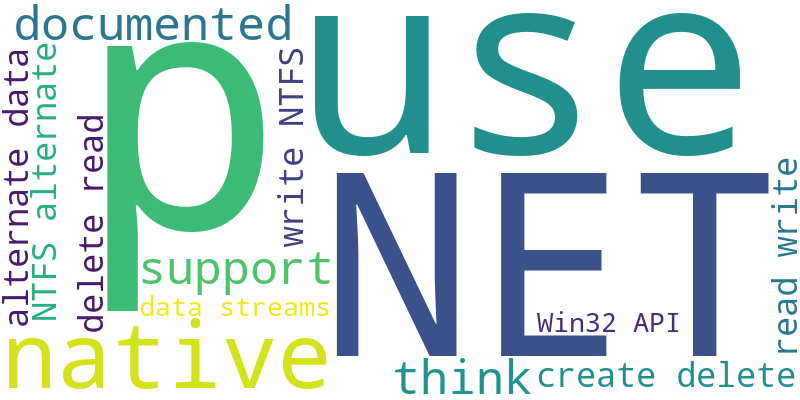 documented
use
p
alternate data
NTFS alternate
delete read
write NTFS
NET
read write
support
data streams
Win32 API
native
think
create delete